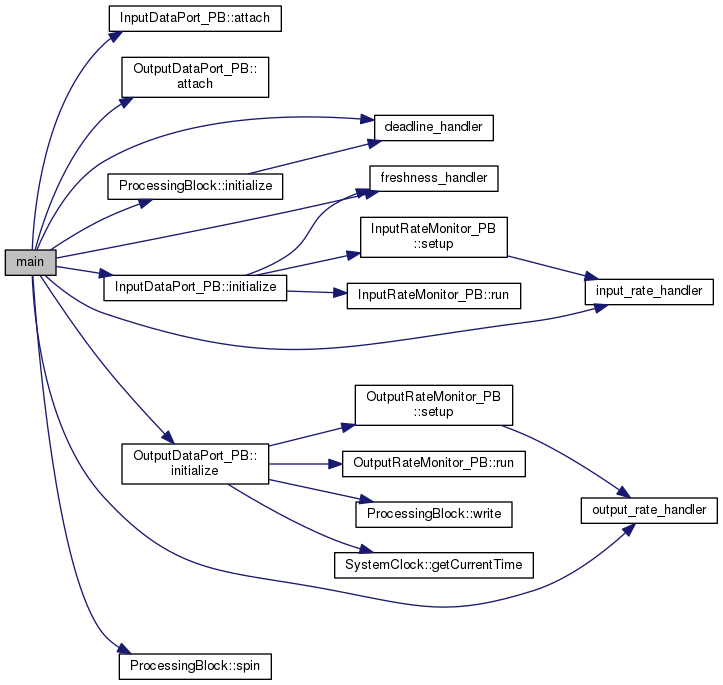 InputDataPort_PB::attach
OutputDataPort_PB::
attach
deadline_handler
ProcessingBlock::initialize
freshness_handler
InputRateMonitor_PB
::setup
main
InputDataPort_PB::initialize
InputRateMonitor_PB::run
input_rate_handler
OutputRateMonitor_PB
::setup
OutputDataPort_PB::
initialize
OutputRateMonitor_PB::run
ProcessingBlock::write
output_rate_handler
SystemClock::getCurrentTime
ProcessingBlock::spin